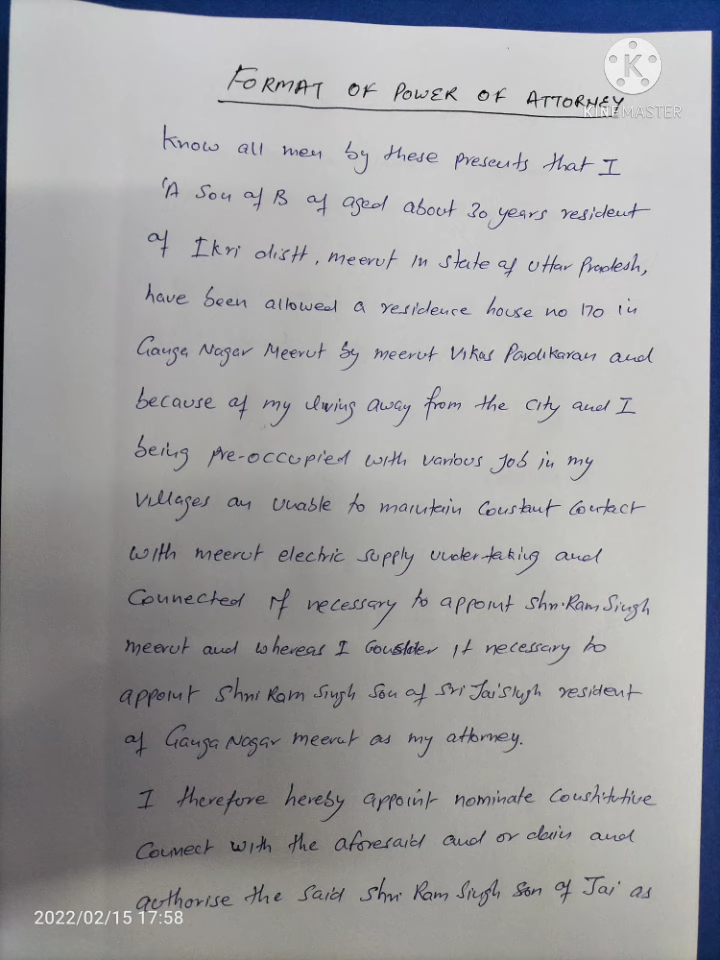 FORMAT OF POWER OF ATTORNEY
KINEMASTER
Know all men by these presents that I
'A Son of B of aged about 30 years resident
of Ikri distt, meerut in state of Uttar Pradesh,
have been allowed a residence house no 170 in
Ganga Nagar Meerut by meerut Vikas Pardikaran and
because of my living away from the city and I
being pre-occupied with various Job in my
villages an unable to maintain Constant Contact
with meerut electric supply undertaking and
Connected if necessary to appoint Shri. Ram Singh
meerut and whereas I Consider it necessary to
appoint Shri Ram Singh Son of Sri Jai Singh resident
of Ganga Nagar meerut as my attorney.
I therefore hereby appoint nominate Constitutive
Connect with the aforesaid and or claim and
authorise the said Shri Ram Singh Son of Jai as
2022/02/15 17:58